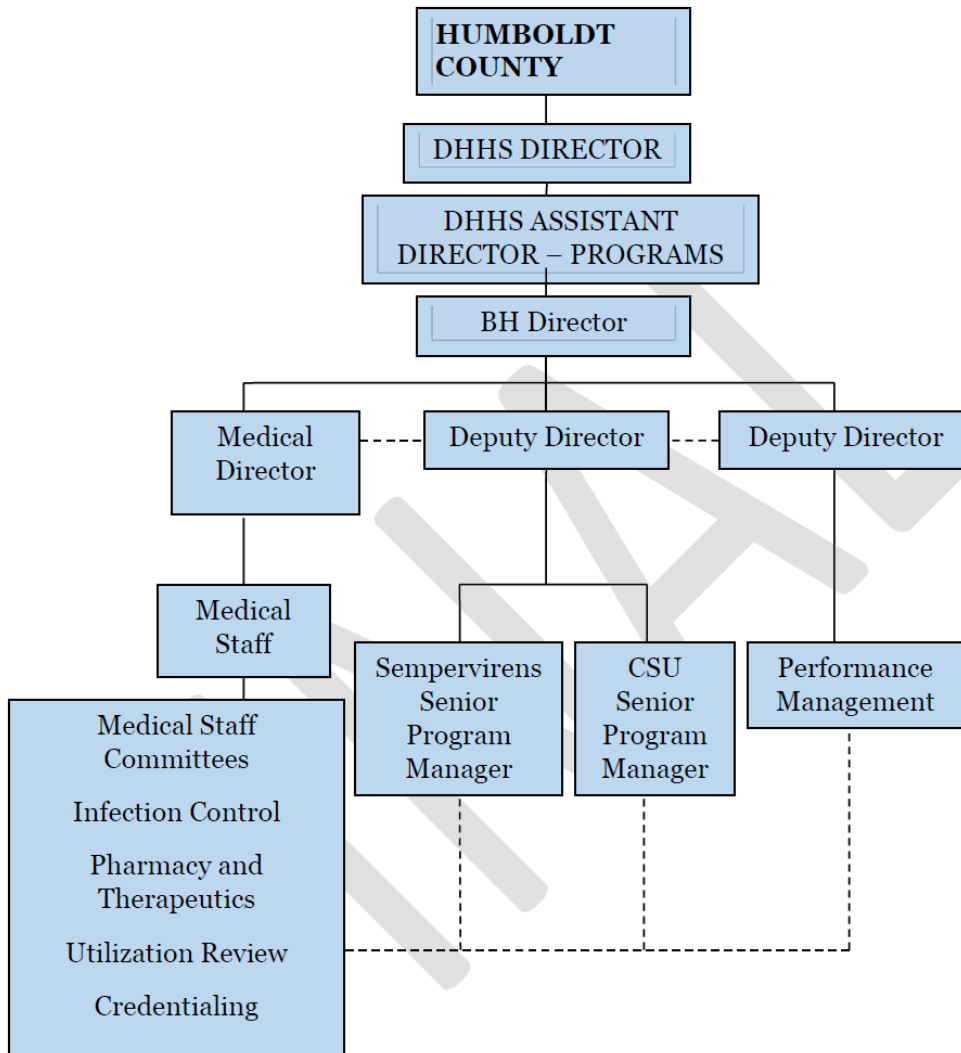 HUMBOLDT
COUNTY
DHHS DIRECTOR
DHHS ASSISTANT
DIRECTOR – PROGRAMS
BH Director
Medical
Director
Deputy Director
Deputy Director
Medical
Staff
Sempervirens
Senior
Program
Manager
CSU
Senior
Program
Manager
Performance
Management
Medical Staff
Committees
Infection Control
Pharmacy and
Therapeutics
Utilization Review
Credentialing